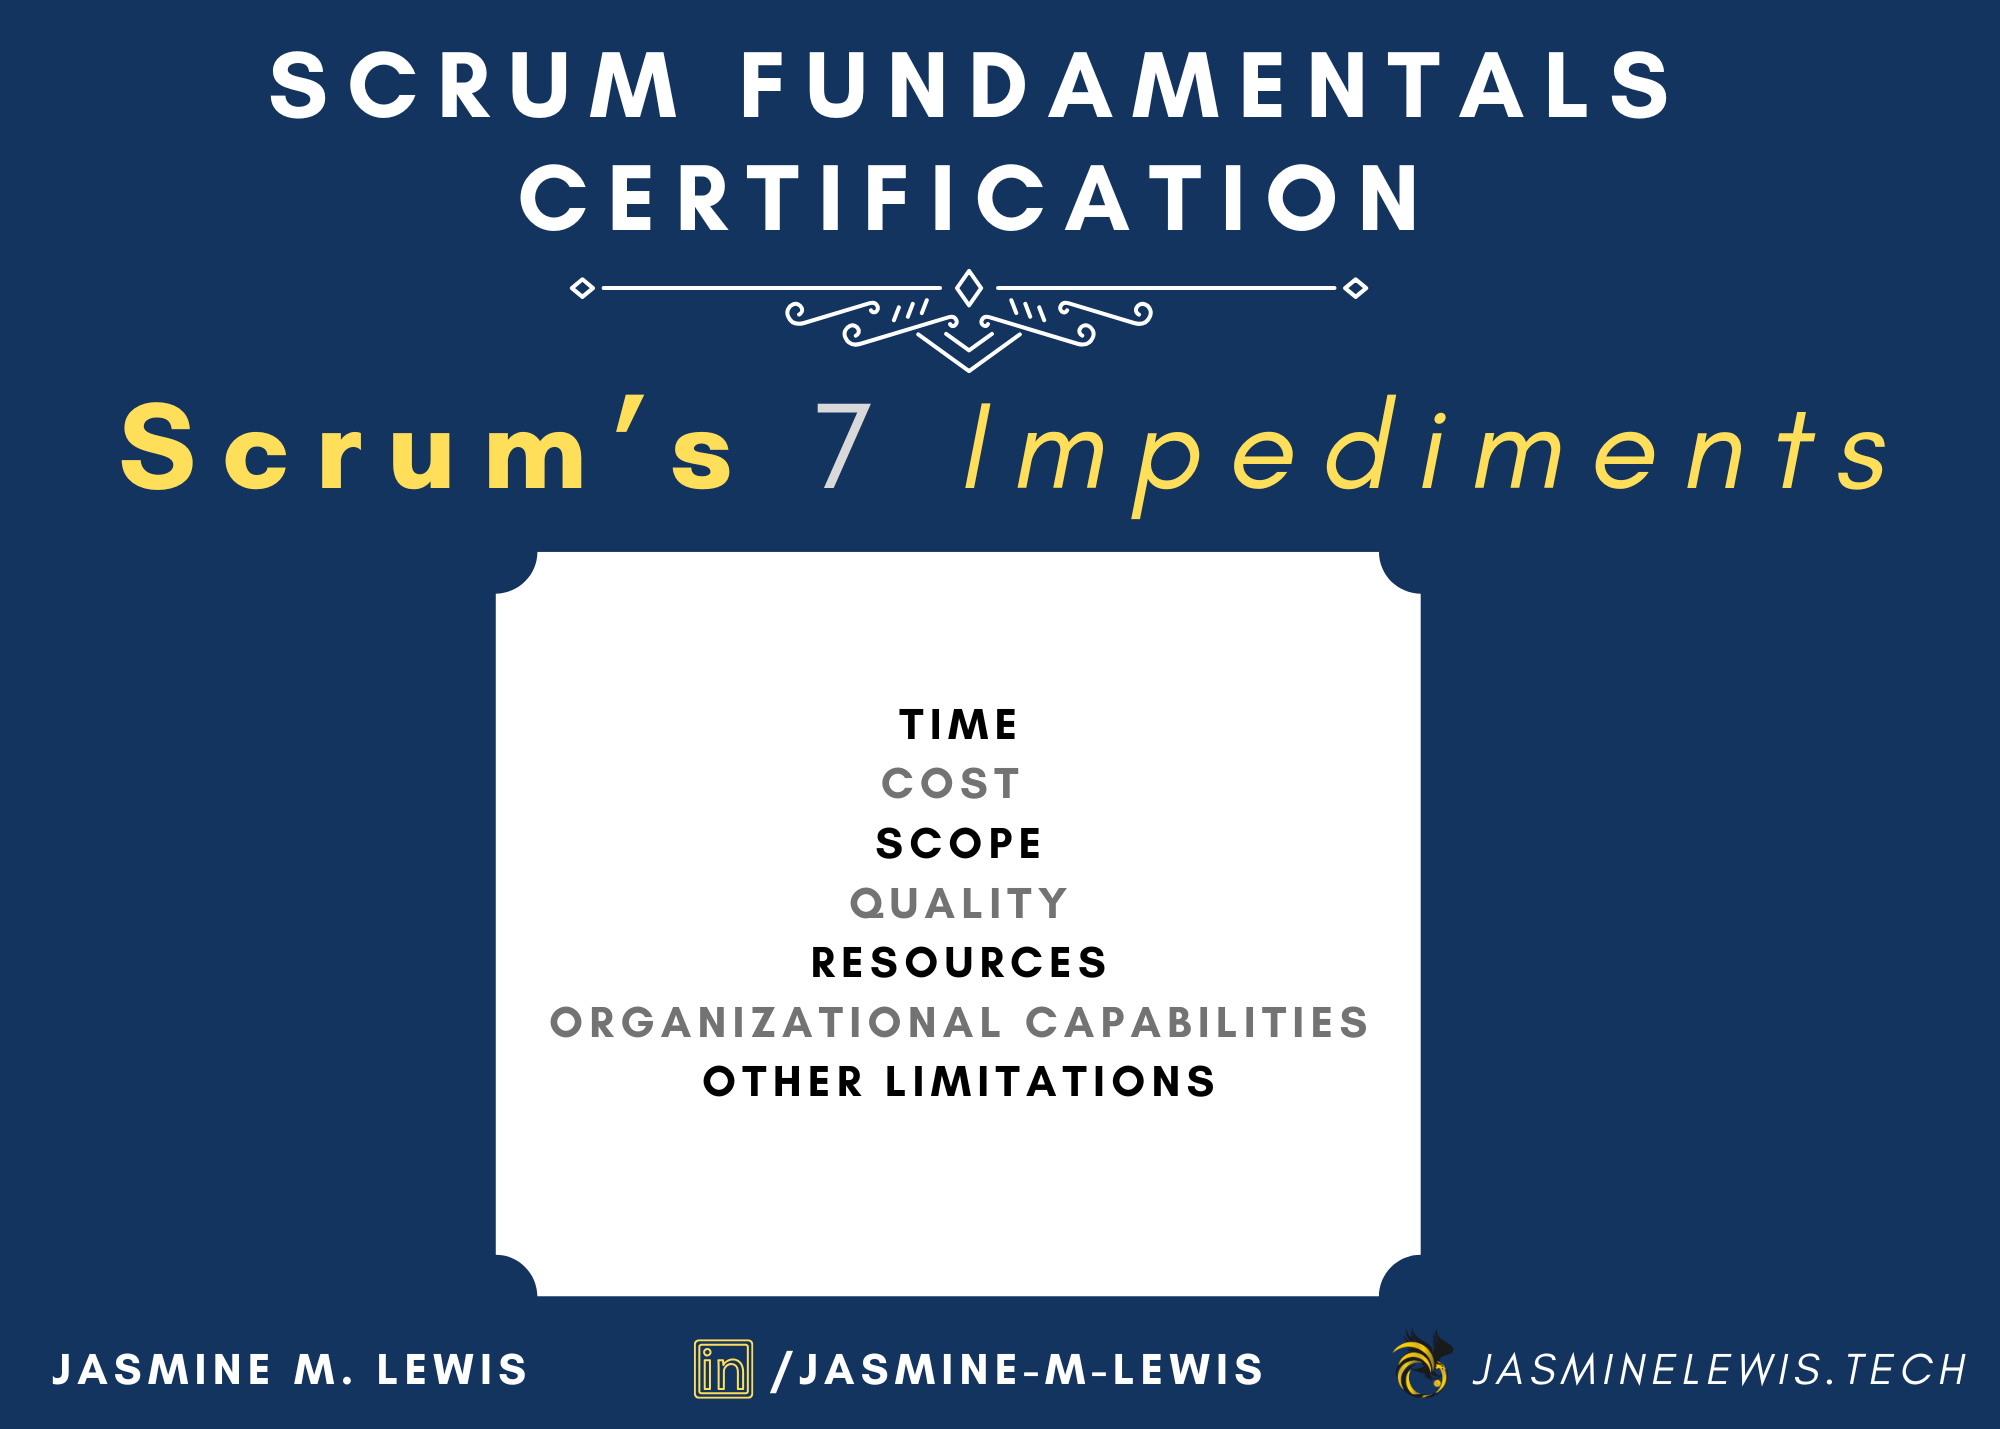 SCRUM FUNDAMENTALS
CERTIFICATION
Scrum’s 7 Impediments
TIME
COST
SCOPE
QUALITY
RESOURCES
ORGANIZATIONAL CAPABILITIES
OTHER LIMITATIONS
JASMINE M. LEWIS
in /JASMINE-M-LEWIS
JASMINELEWIS.TECH